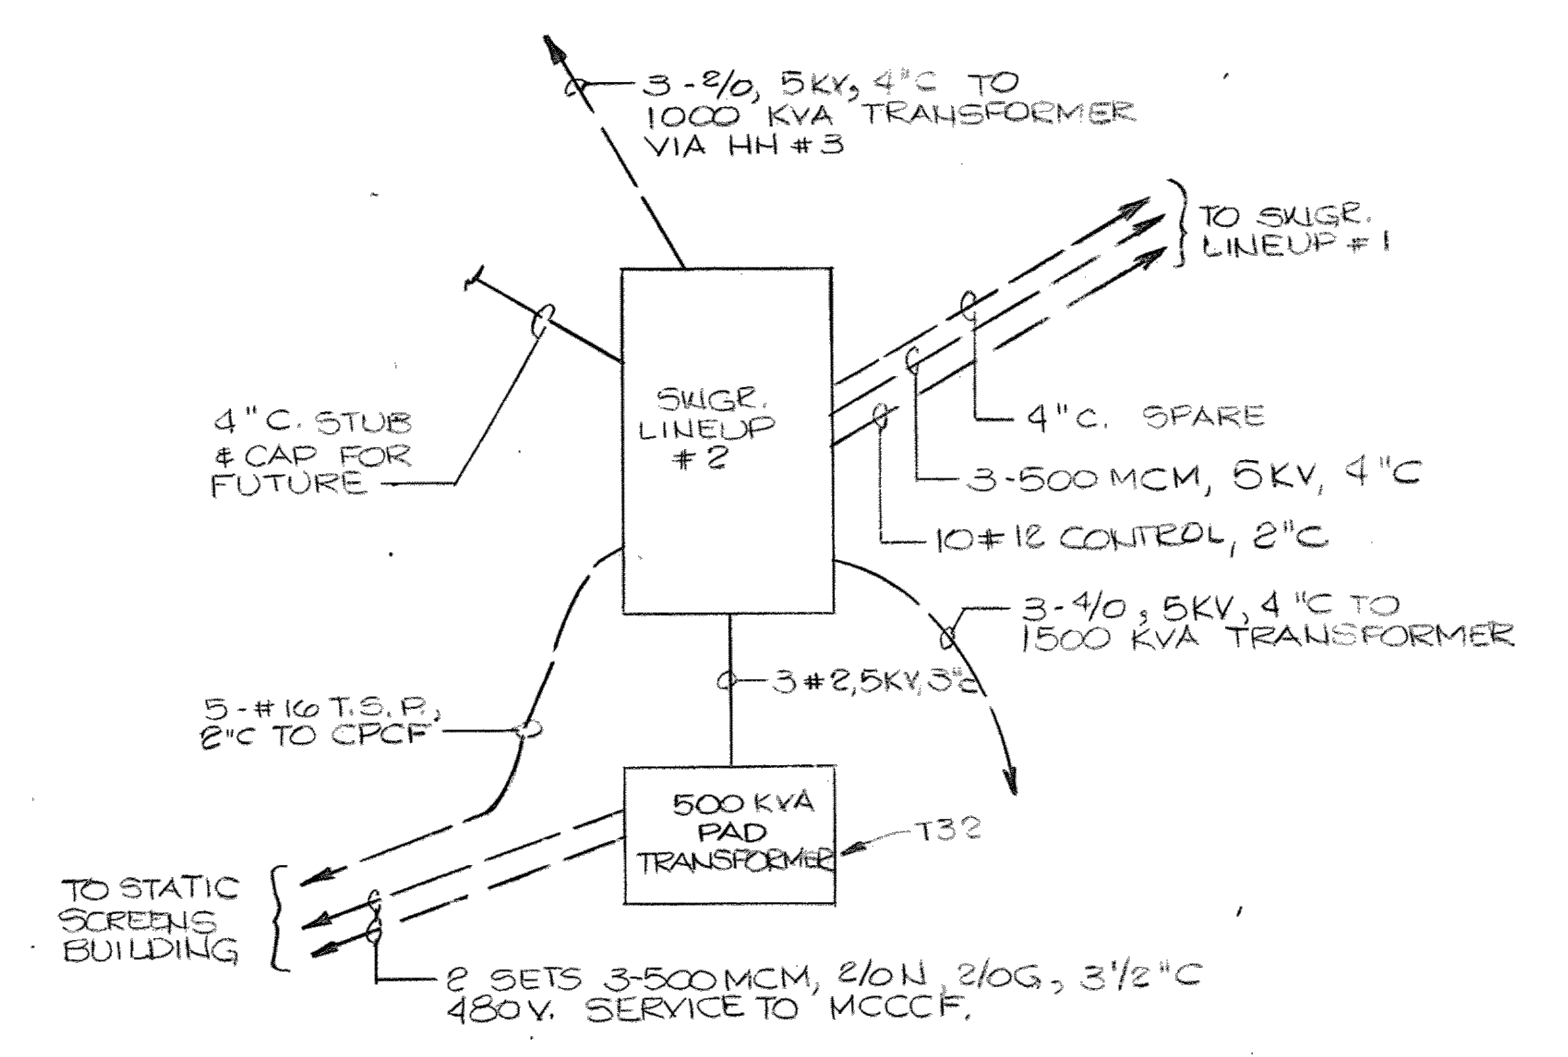 3-2/0, 5KV, 4"C TO
1000 KVA TRANSFORMER
VIA HH #3
TO SWGR.
LINEUP #1
SWGR.
LINEUP
#2
4"C. STUB
& CAP FOR
FUTURE
4"C. SPARE
3-500 MCM, 5KV, 4"C
10#12 CONTROL, 2"C
3-4/0, 5KV, 4"C TO
1500 KVA TRANSFORMER
3#2,5KV,3"C
5-#16 T.S.P.,
2"C TO CPCF
500 KVA
PAD
TRANSFORMER
T32
TO STATIC
SCREENS
BUILDING
2 SETS 3-500 MCM, 2/0N, 2/0G, 3 1/2"C
480V. SERVICE TO MCCCF.